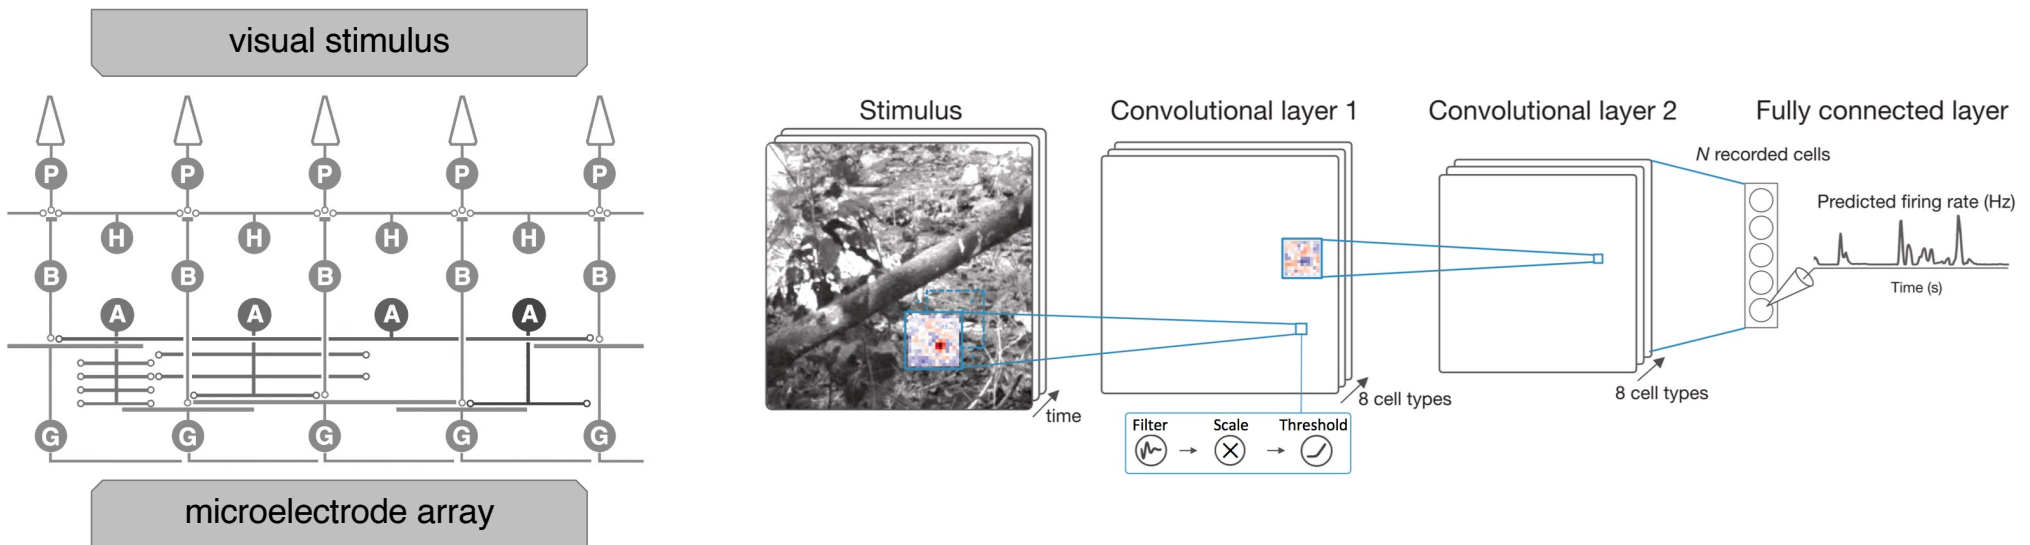 visual stimulus
P P P P P
H H H H
B B B B B
A A A A
G G G G G
microelectrode array
Stimulus
time
Convolutional layer 1
8 cell types
Filter Scale Threshold
Convolutional layer 2
8 cell types
Fully connected layer
N recorded cells
Predicted firing rate (Hz)
Time (s)